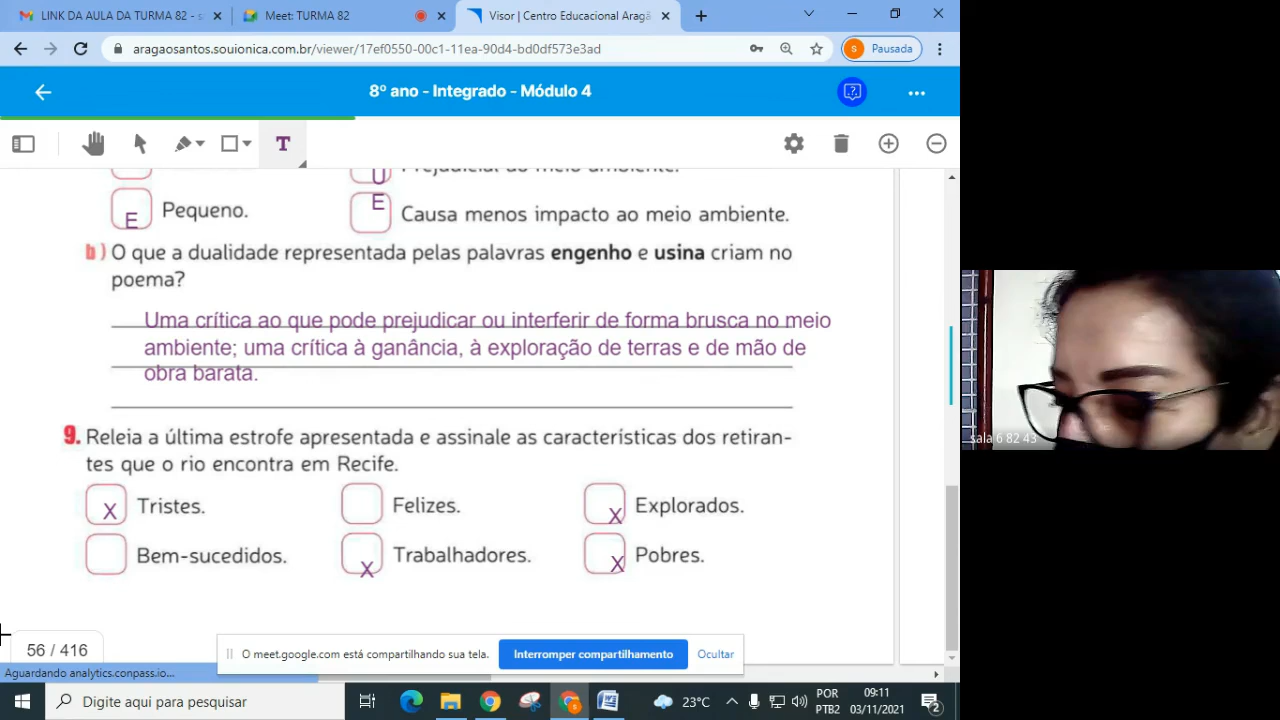 LINK DA AULA DA TURMA 82 - s
Meet: TURMA 82
Visor | Centro Educacional Aragã
aragaosantos.souionica.com.br/viewer/17ef0550-00c1-11ea-90d4-bd0df573e3ad
S Pausada
8º ano - Integrado - Módulo 4
T
U Prejudicial ao meio ambiente.
E Pequeno.
E Causa menos impacto ao meio ambiente.
b) O que a dualidade representada pelas palavras engenho e usina criam no
poema?
Uma crítica ao que pode prejudicar ou interferir de forma brusca no meio
ambiente; uma crítica à ganância, à exploração de terras e de mão de
obra barata.
9. Releia a última estrofe apresentada e assinale as características dos retiran-
tes que o rio encontra em Recife.
X Tristes. Felizes. X Explorados.
Bem-sucedidos. X Trabalhadores. X Pobres.
sala 6 82 43
56 / 416
O meet.google.com está compartilhando sua tela. Interromper compartilhamento Ocultar
Aguardando analytics.conpass.io...
Digite aqui para pesquisar
23°C
POR
PTB2
09:11
03/11/2021
2